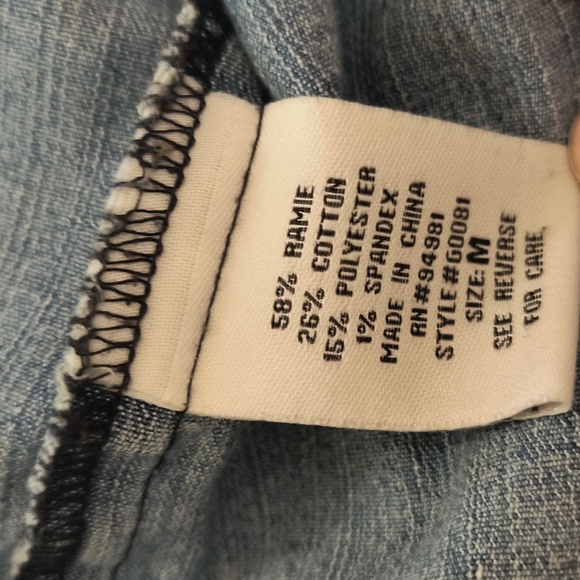 58% RAMIE
26% COTTON
15% POLYESTER
1% SPANDEX
MADE IN CHINA
RN#94981
STYLE#G0081
SIZE: M
SEE REVERSE
FOR CARE.